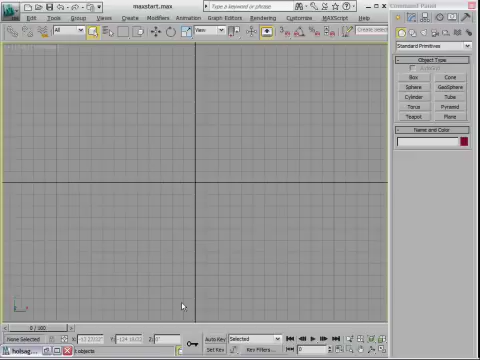 maxstart.max
Type a keyword or phrase
Command Panel
Edit Tools Group Views Create Modifiers Animation Graph Editors Rendering Customize MAXScript Help
All
View
Create Selec
Standard Primitives
- Object Type
AutoGrid
Box Cone
Sphere GeoSphere
Cylinder Tube
Torus Pyramid
Teapot Plane
- Name and Color
0 / 100
None Selected X: Y: Z: 0"
Auto Key Selected
Set Key Key Filters... 0
t objects